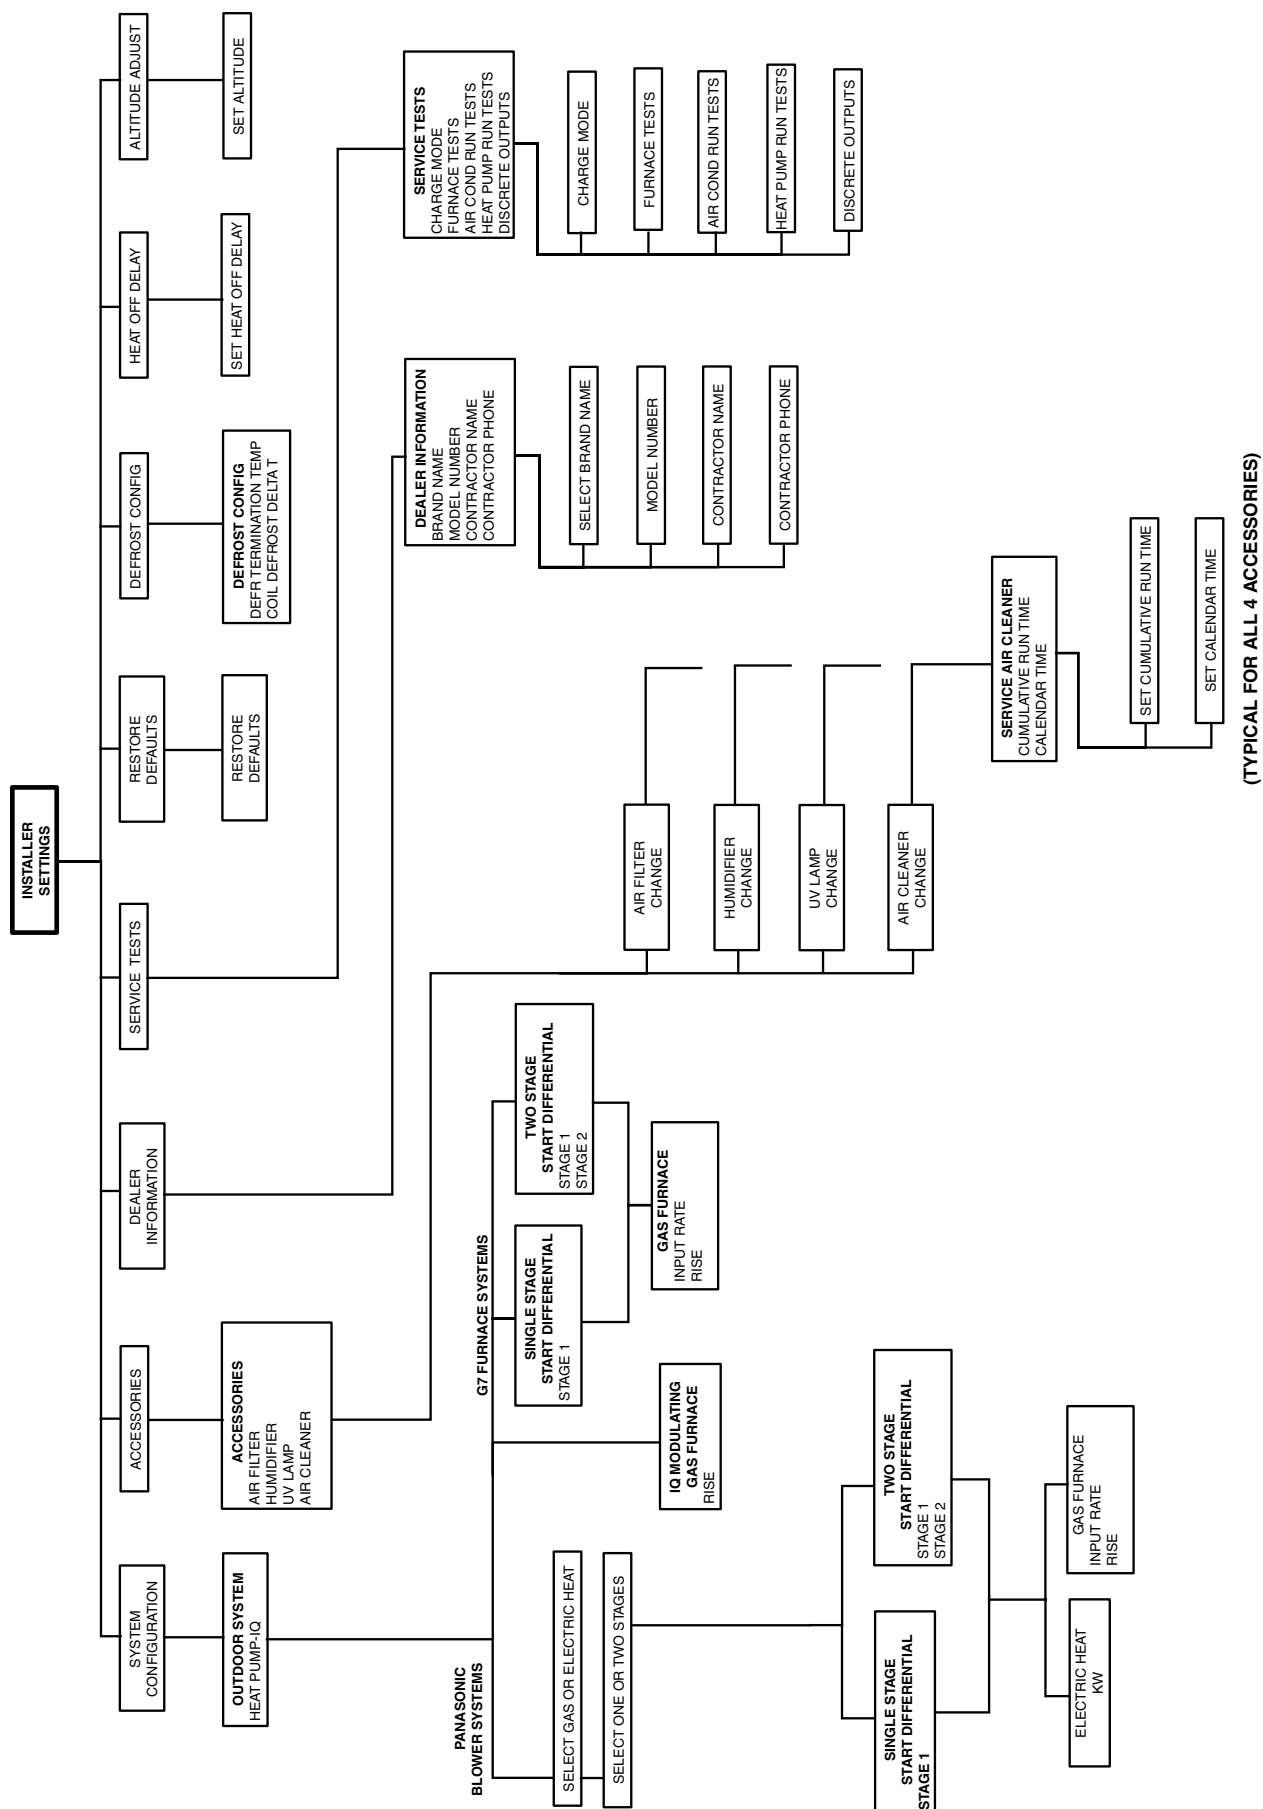 INSTALLER
SETTINGS
SYSTEM
CONFIGURATION
ACCESSORIES
DEALER
INFORMATION
SERVICE TESTS
RESTORE
DEFAULTS
DEFROST CONFIG
HEAT OFF DELAY
ALTITUDE ADJUST
OUTDOOR SYSTEM
HEAT PUMP-IQ
ACCESSORIES
AIR FILTER
HUMIDIFIER
UV LAMP
AIR CLEANER
RESTORE
DEFAULTS
DEFROST CONFIG
DEFR TERMINATION TEMP
COIL DEFROST DELTA T
SET HEAT OFF DELAY
SET ALTITUDE
DEALER INFORMATION
BRAND NAME
MODEL NUMBER
CONTRACTOR NAME
CONTRACTOR PHONE
SERVICE TESTS
CHARGE MODE
FURNACE TESTS
AIR COND RUN TESTS
HEAT PUMP RUN TESTS
DISCRETE OUTPUTS
PANASONIC
BLOWER SYSTEMS
G7 FURNACE SYSTEMS
SELECT GAS OR ELECTRIC HEAT
SELECT ONE OR TWO STAGES
SINGLE STAGE
START DIFFERENTIAL
STAGE 1
TWO STAGE
START DIFFERENTIAL
STAGE 1
STAGE 2
IQ MODULATING
GAS FURNACE
RISE
GAS FURNACE
INPUT RATE
RISE
SELECT BRAND NAME
MODEL NUMBER
CONTRACTOR NAME
CONTRACTOR PHONE
CHARGE MODE
FURNACE TESTS
AIR COND RUN TESTS
HEAT PUMP RUN TESTS
DISCRETE OUTPUTS
AIR FILTER
CHANGE
HUMIDIFIER
CHANGE
UV LAMP
CHANGE
AIR CLEANER
CHANGE
SINGLE STAGE
START DIFFERENTIAL
STAGE 1
TWO STAGE
START DIFFERENTIAL
STAGE 1
STAGE 2
SERVICE AIR CLEANER
CUMULATIVE RUN TIME
CALENDAR TIME
ELECTRIC HEAT
KW
GAS FURNACE
INPUT RATE
RISE
SET CUMULATIVE RUN TIME
SET CALENDAR TIME
(TYPICAL FOR ALL 4 ACCESSORIES)